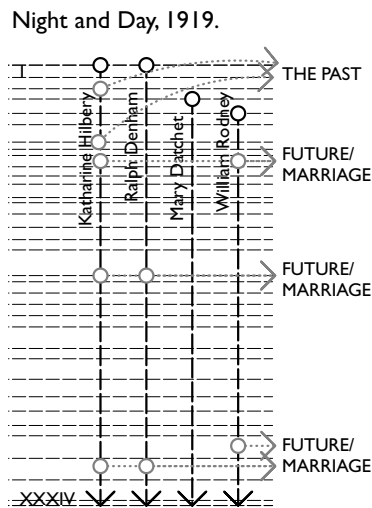 Night and Day, 1919.
I
THE PAST
Katharine Hilbery
Ralph Denham
Mary Datchet
William Rodney
FUTURE/
MARRIAGE
FUTURE/
MARRIAGE
FUTURE/
MARRIAGE
XXXIV